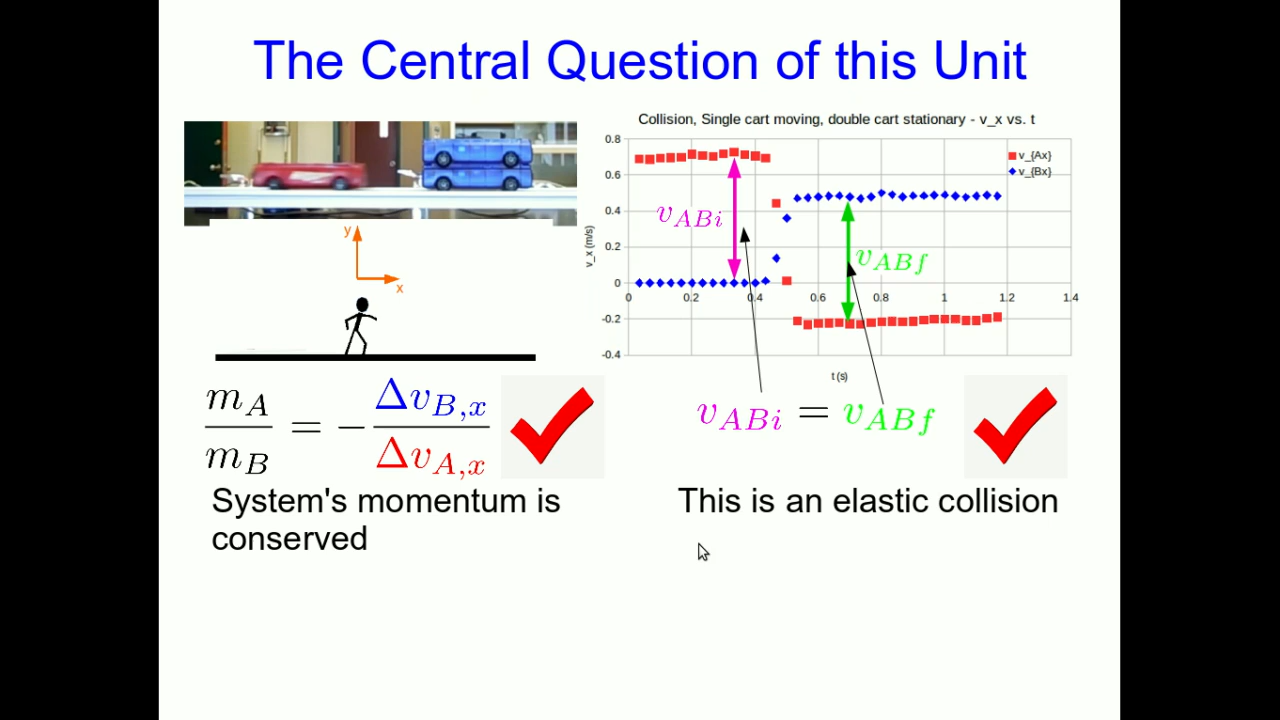 The Central Question of this Unit
Collision, Single cart moving, double cart stationary - v_x vs. t
v_{Ax}
v_{Bx}
0.8
0.6
0.4
0.2
0
-0.2
-0.4
v_x (m/s)
0 0.2 0.4 0.6 0.8 1 1.2 1.4
t (s)
v_{ABi}
v_{ABf}
y
x
m_A / m_B = − Δv_{B,x} / Δv_{A,x}
v_{ABi} = v_{ABf}
System's momentum is
conserved
This is an elastic collision